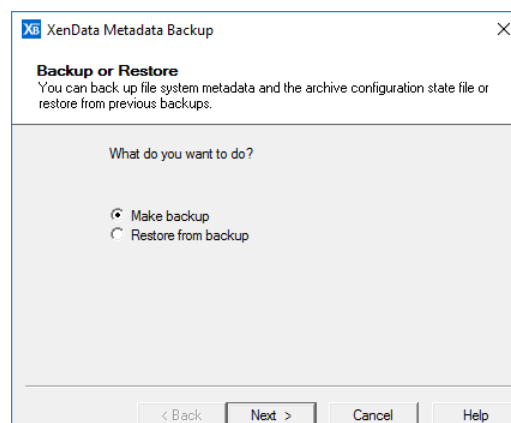 XB XenData Metadata Backup
Backup or Restore
You can back up file system metadata and the archive configuration state file or
restore from previous backups.
What do you want to do?
Make backup
Restore from backup
< Back Next > Cancel Help